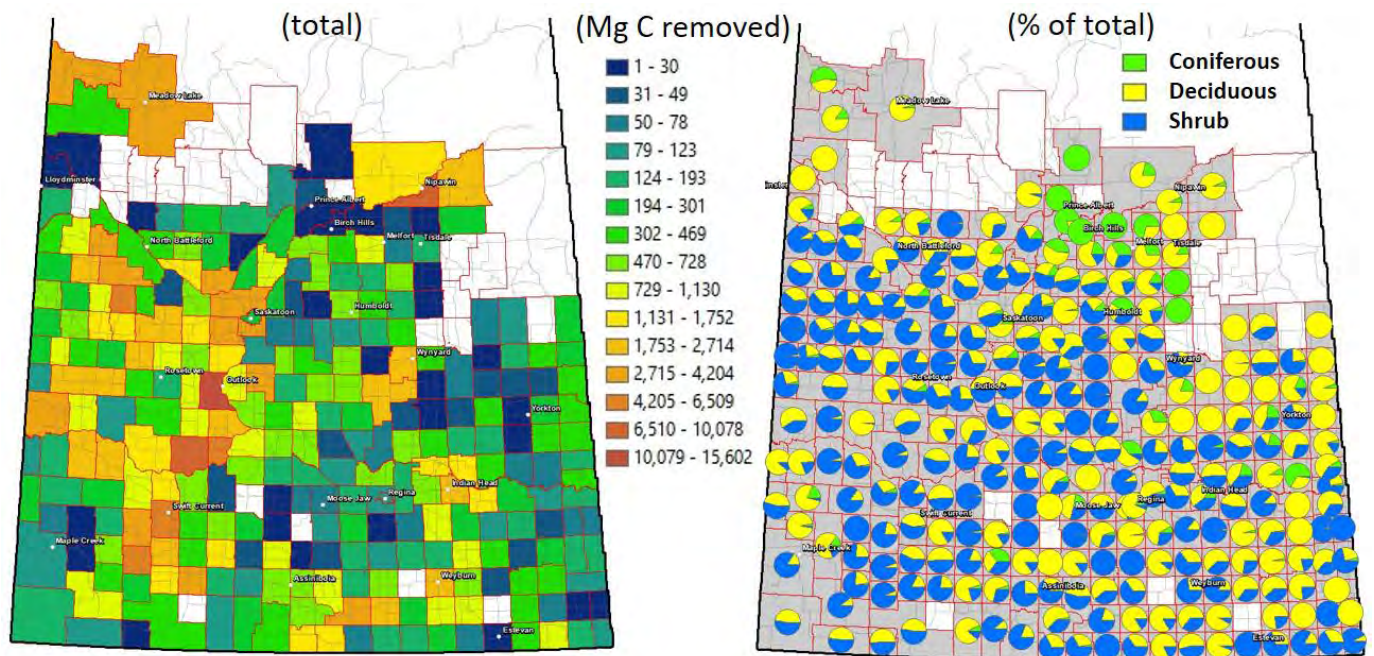 (total)
(Mg C removed)
(% of total)
1 - 30
31 - 49
50 - 78
79 - 123
124 - 193
194 - 301
302 - 469
470 - 728
729 - 1,130
1,131 - 1,752
1,753 - 2,714
2,715 - 4,204
4,205 - 6,509
6,510 - 10,078
10,079 - 15,602
Coniferous
Deciduous
Shrub
Meadow Lake
Lloydminster
Nipawin
Prince Albert
Birch Hills
North Battleford
Melfort
Tisdale
Saskatoon
Humboldt
Wynyard
Rosetown
Outlook
Yorkton
Indian Head
Moose Jaw
Regina
Swift Current
Maple Creek
Assiniboia
Weyburn
Estevan
Meadow Lake
inster
Nipawin
Prince Albert
Birch Hills
North Battleford
Melfort
Tisdale
Saskatoon
Humboldt
Wynyard
Rosetown
Outlook
Yorkton
Indian Head
Moose Jaw
Regina
Swift Current
Maple Creek
Assiniboia
Weyburn
Estevan